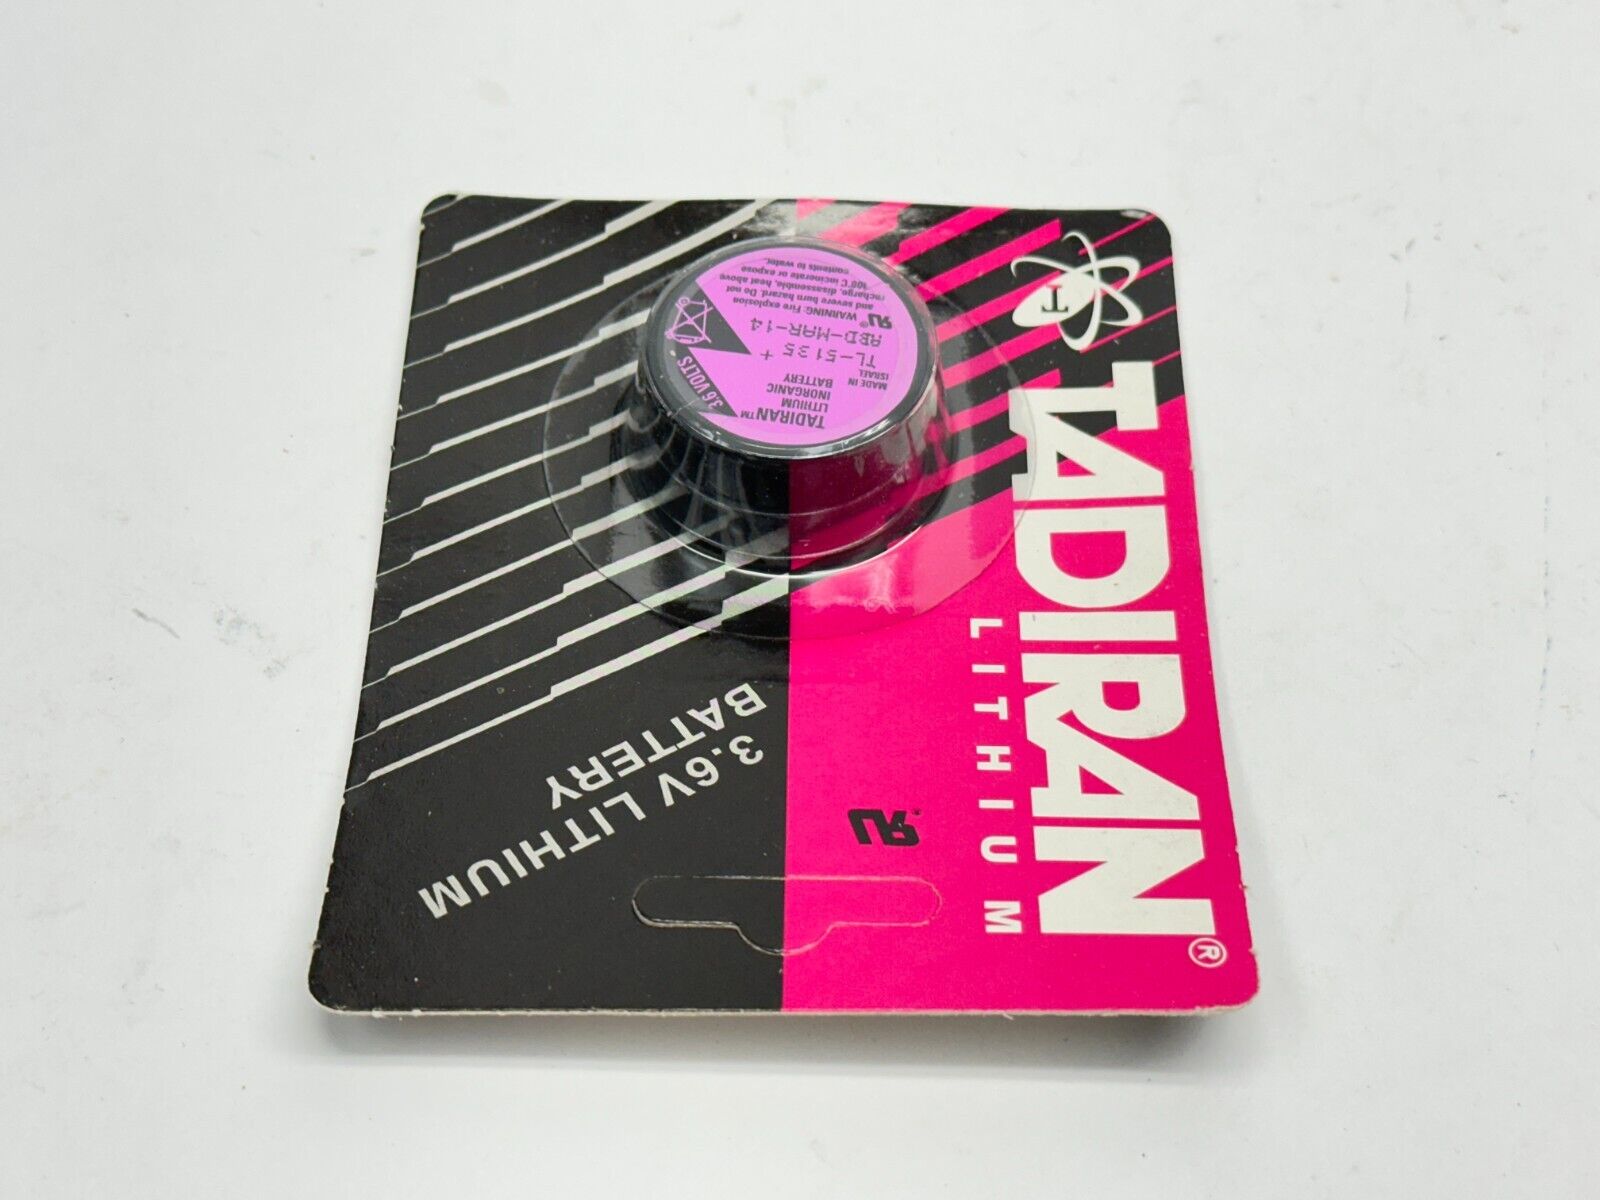 T
TADIRAN®
LITHIUM
3.6V LITHIUM
BATTERY
TADIRAN™
LITHIUM
INORGANIC
BATTERY
MADE IN
ISRAEL
3.6 VOLTS
TL-5135 +
ABD-MAR-14
WARNING: Fire explosion
and severe burn hazard. Do not
recharge, disassemble, heat above
100°C incinerate or expose
contents to water.